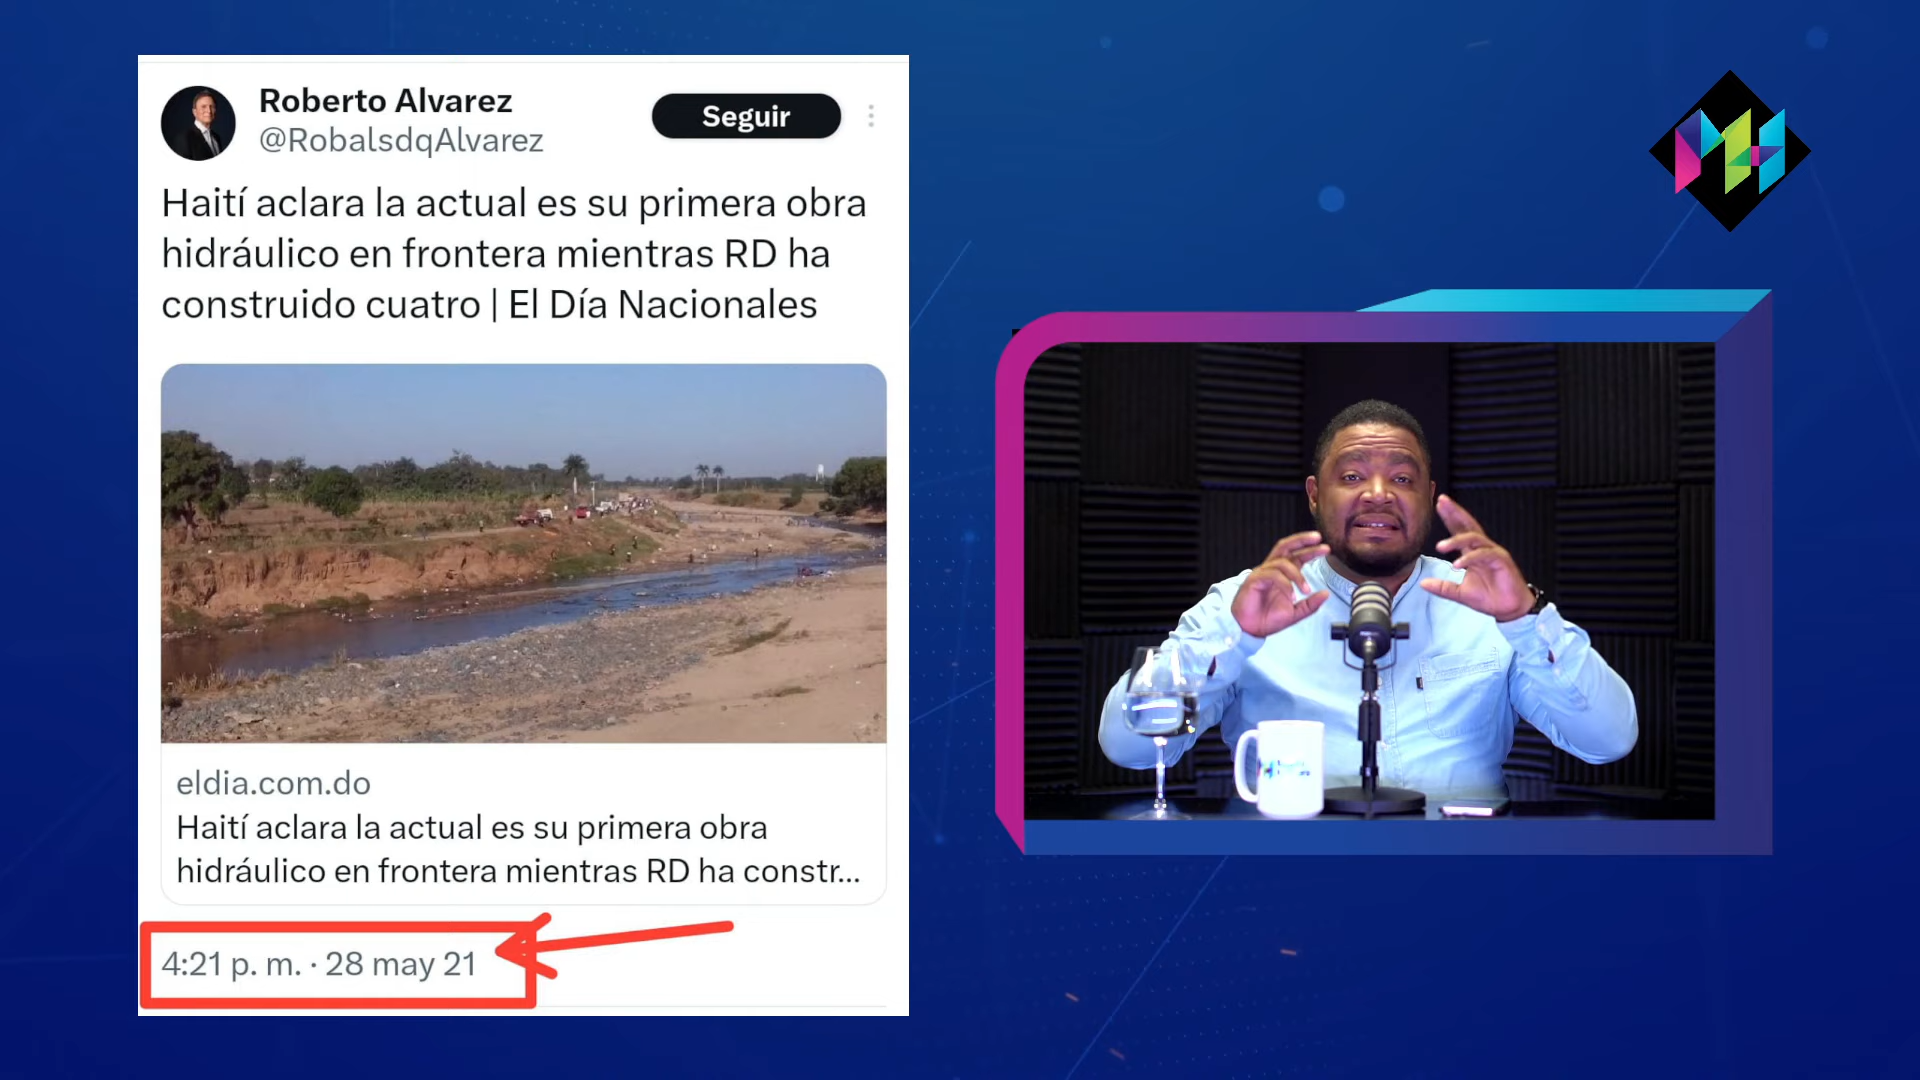 Roberto Alvarez
@RobalsdqAlvarez
Seguir
Haití aclara la actual es su primera obra
hidráulico en frontera mientras RD ha
construido cuatro | El Día Nacionales
eldia.com.do
Haití aclara la actual es su primera obra
hidráulico en frontera mientras RD ha constr...
4:21 p. m. · 28 may 21